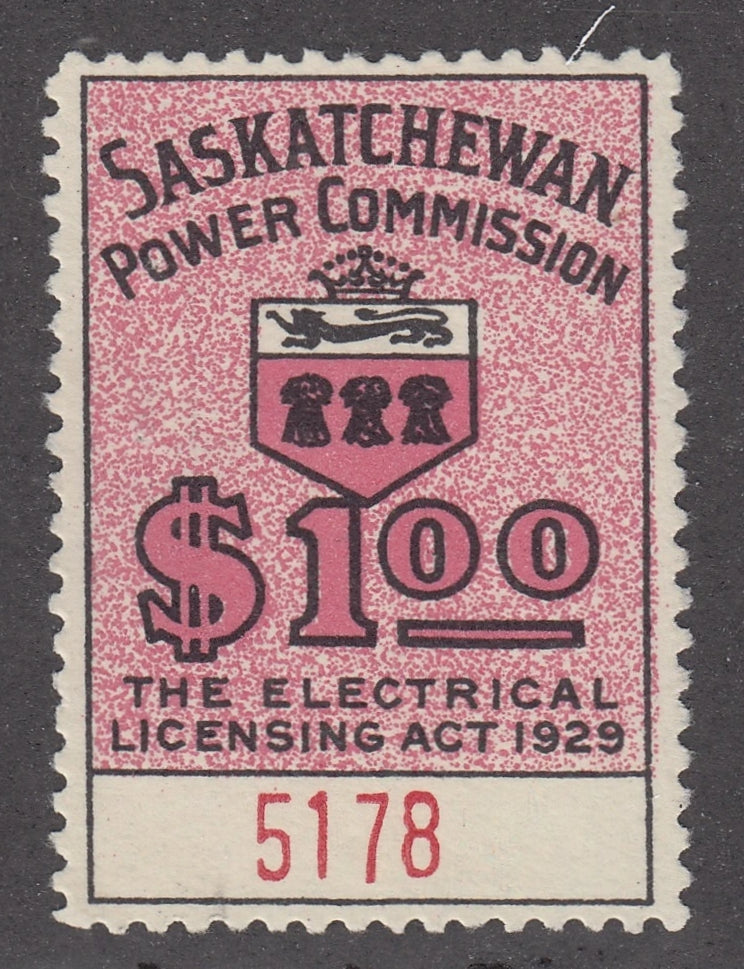 SASKATCHEWAN
POWER COMMISSION
$1.00
THE ELECTRICAL
LICENSING ACT 1929
5178